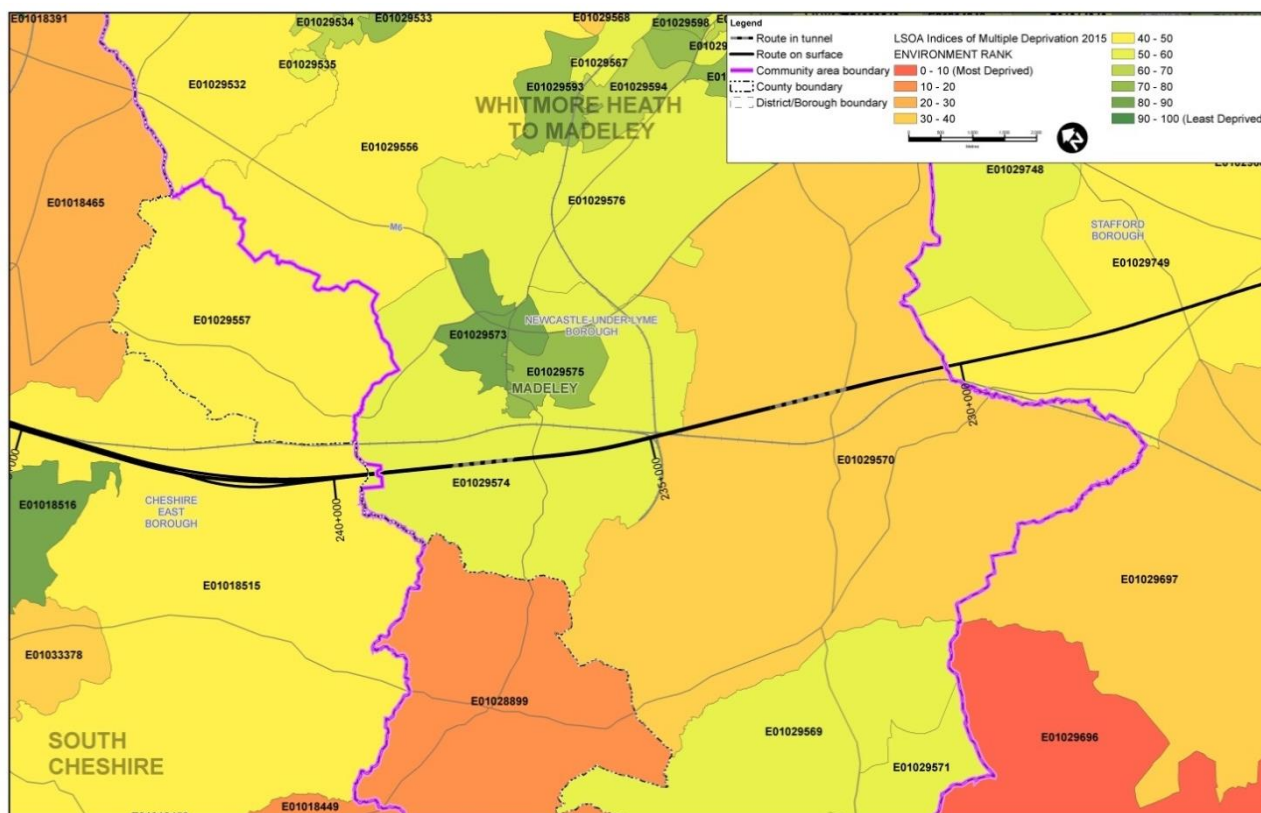 E01018391
E01029534
E01029533
E01029568
E01029598
E01029535
E01029567
E01029532
E01029593
E01029594
WHITMORE HEATH
TO MADELEY
E01029556
Legend
Route in tunnel
Route on surface
Community area boundary
County boundary
District/Borough boundary
LSOA Indices of Multiple Deprivation 2015
ENVIRONMENT RANK
0 - 10 (Most Deprived)
10 - 20
20 - 30
30 - 40
40 - 50
50 - 60
60 - 70
70 - 80
80 - 90
90 - 100 (Least Deprived
E01018465
E01029576
E01029748
M6
STAFFORD
BOROUGH
E01029749
E01029557
E01029573
NEWCASTLE-UNDER-LYME
BOROUGH
E01029575
MADELEY
230+000
E01029570
235+000
E01029574
240+000
E01018516
CHESHIRE
EAST
BOROUGH
E01018515
E01029697
E01033378
E01028899
SOUTH
CHESHIRE
E01029569
E01029696
E01029571
E01018449